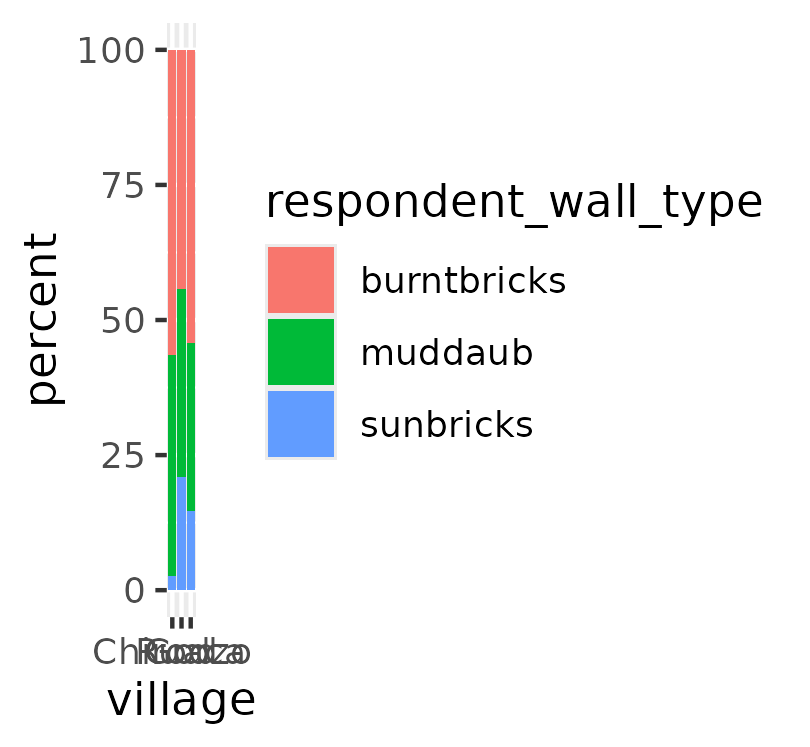 100
75
50
25
0
percent
village
respondent_wall_type
burntbricks
muddaub
sunbricks